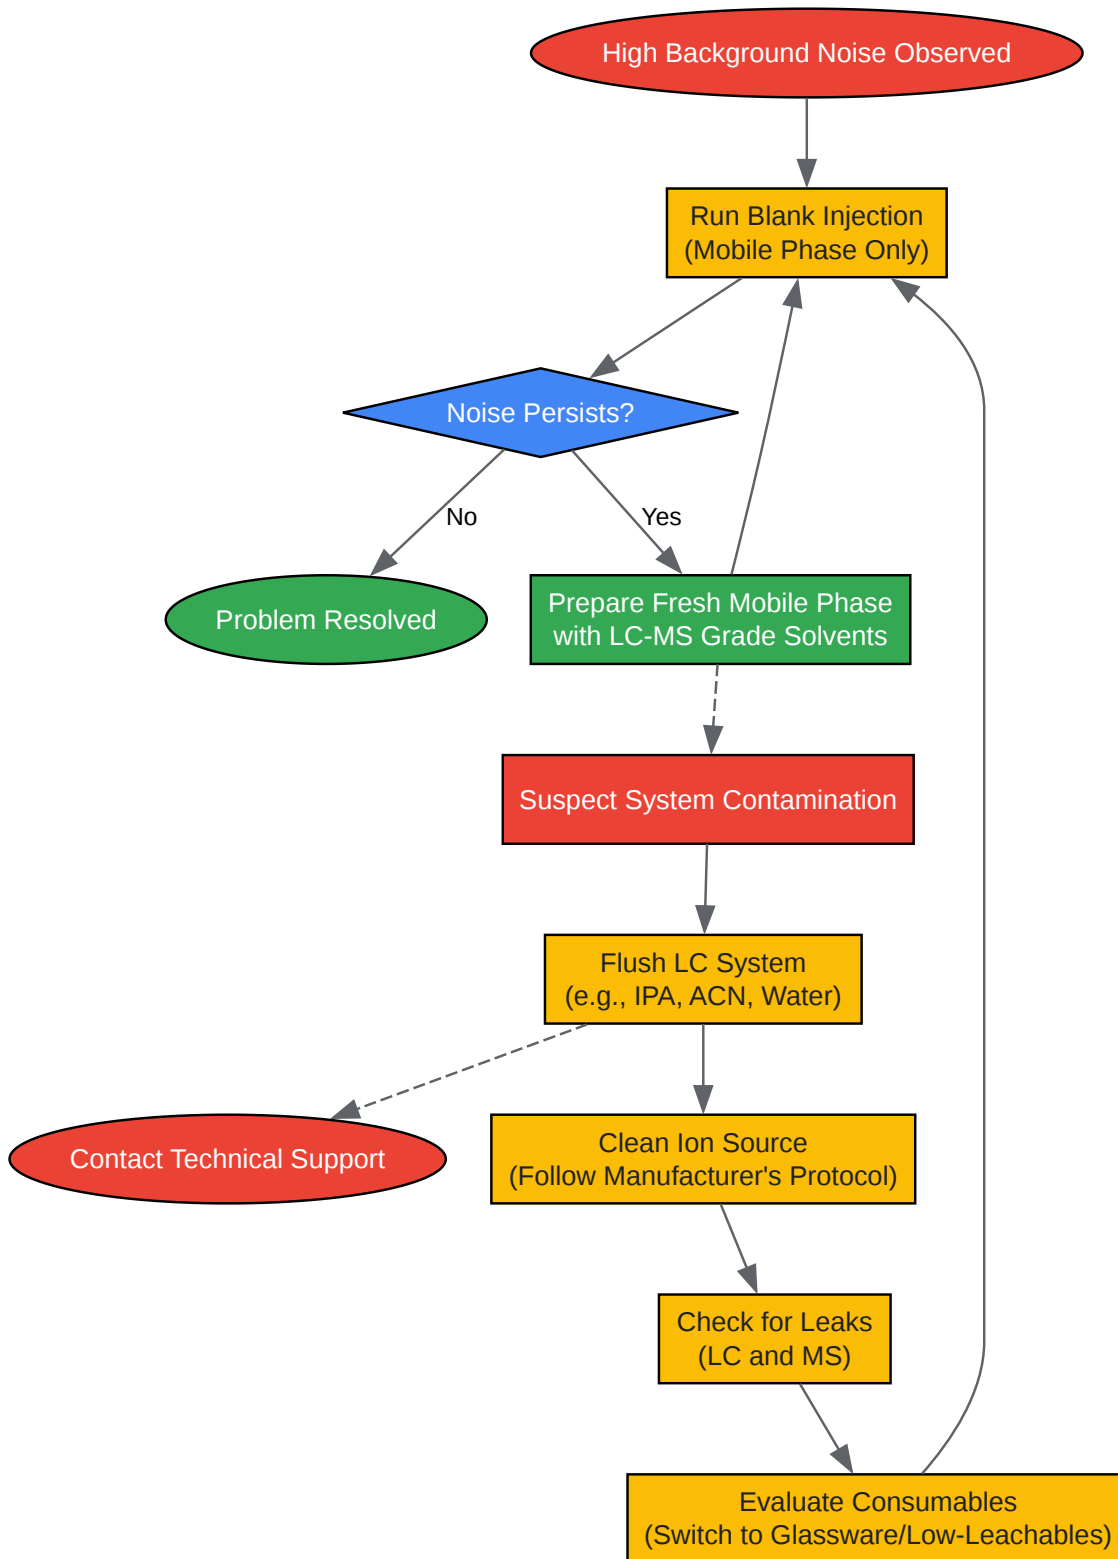 High Background Noise Observed
Run Blank Injection
(Mobile Phase Only)
Noise Persists?
No
Yes
Problem Resolved
Prepare Fresh Mobile Phase
with LC-MS Grade Solvents
Suspect System Contamination
Flush LC System
(e.g., IPA, ACN, Water)
Contact Technical Support
Clean Ion Source
(Follow Manufacturer's Protocol)
Check for Leaks
(LC and MS)
Evaluate Consumables
(Switch to Glassware/Low-Leachables)